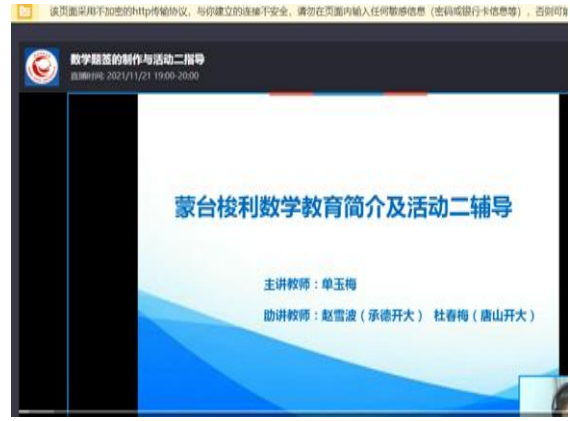 该页面采用不加密的http传输协议，与你建立的连接不安全，请勿在页面内输入任何敏感信息（密码或银行卡信息等），否则可能
数学题签的制作与活动二指导
直播时间: 2021/11/21 19:00-20:00
蒙台梭利数学教育简介及活动二辅导
主讲教师：单玉梅
助讲教师：赵雪波（承德开大） 杜春梅（唐山开大）